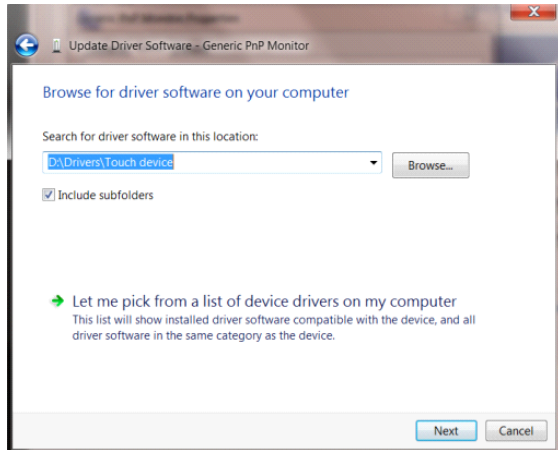 Update Driver Software - Generic PnP Monitor
Browse for driver software on your computer
Search for driver software in this location:
D:\Drivers\Touch device
Browse...
Include subfolders
Let me pick from a list of device drivers on my computer
This list will show installed driver software compatible with the device, and all
driver software in the same category as the device.
Next
Cancel